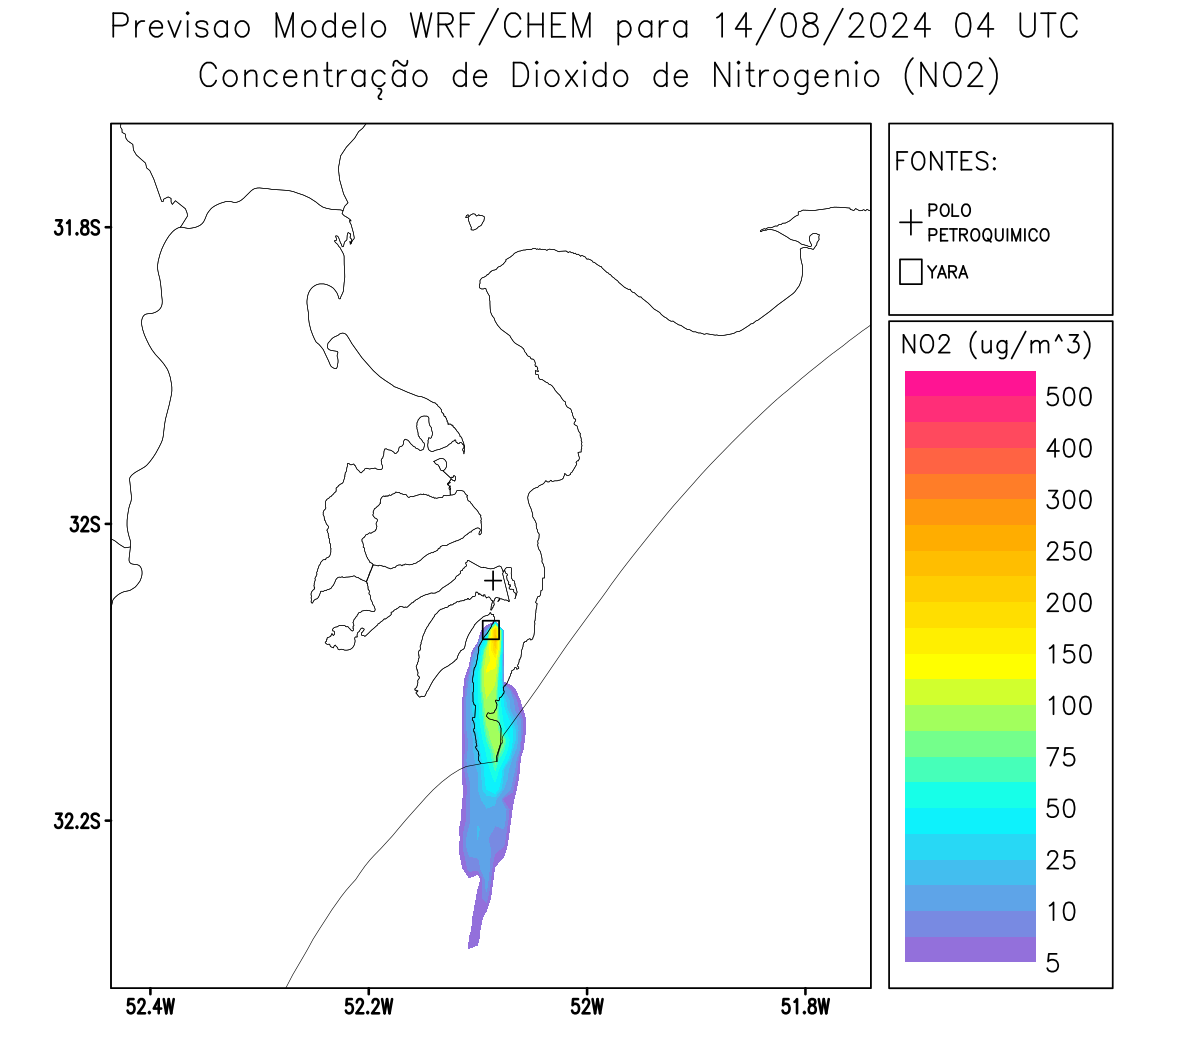 Previsao Modelo WRF/CHEM para 14/08/2024 04 UTC
Concentração de Dioxido de Nitrogenio (NO2)
FONTES:
POLO
PETROQUIMICO
YARA
31.8S
32S
32.2S
52.4W
52.2W
52W
51.8W
NO2 (ug/m^3)
500
400
300
250
200
150
100
75
50
25
10
5